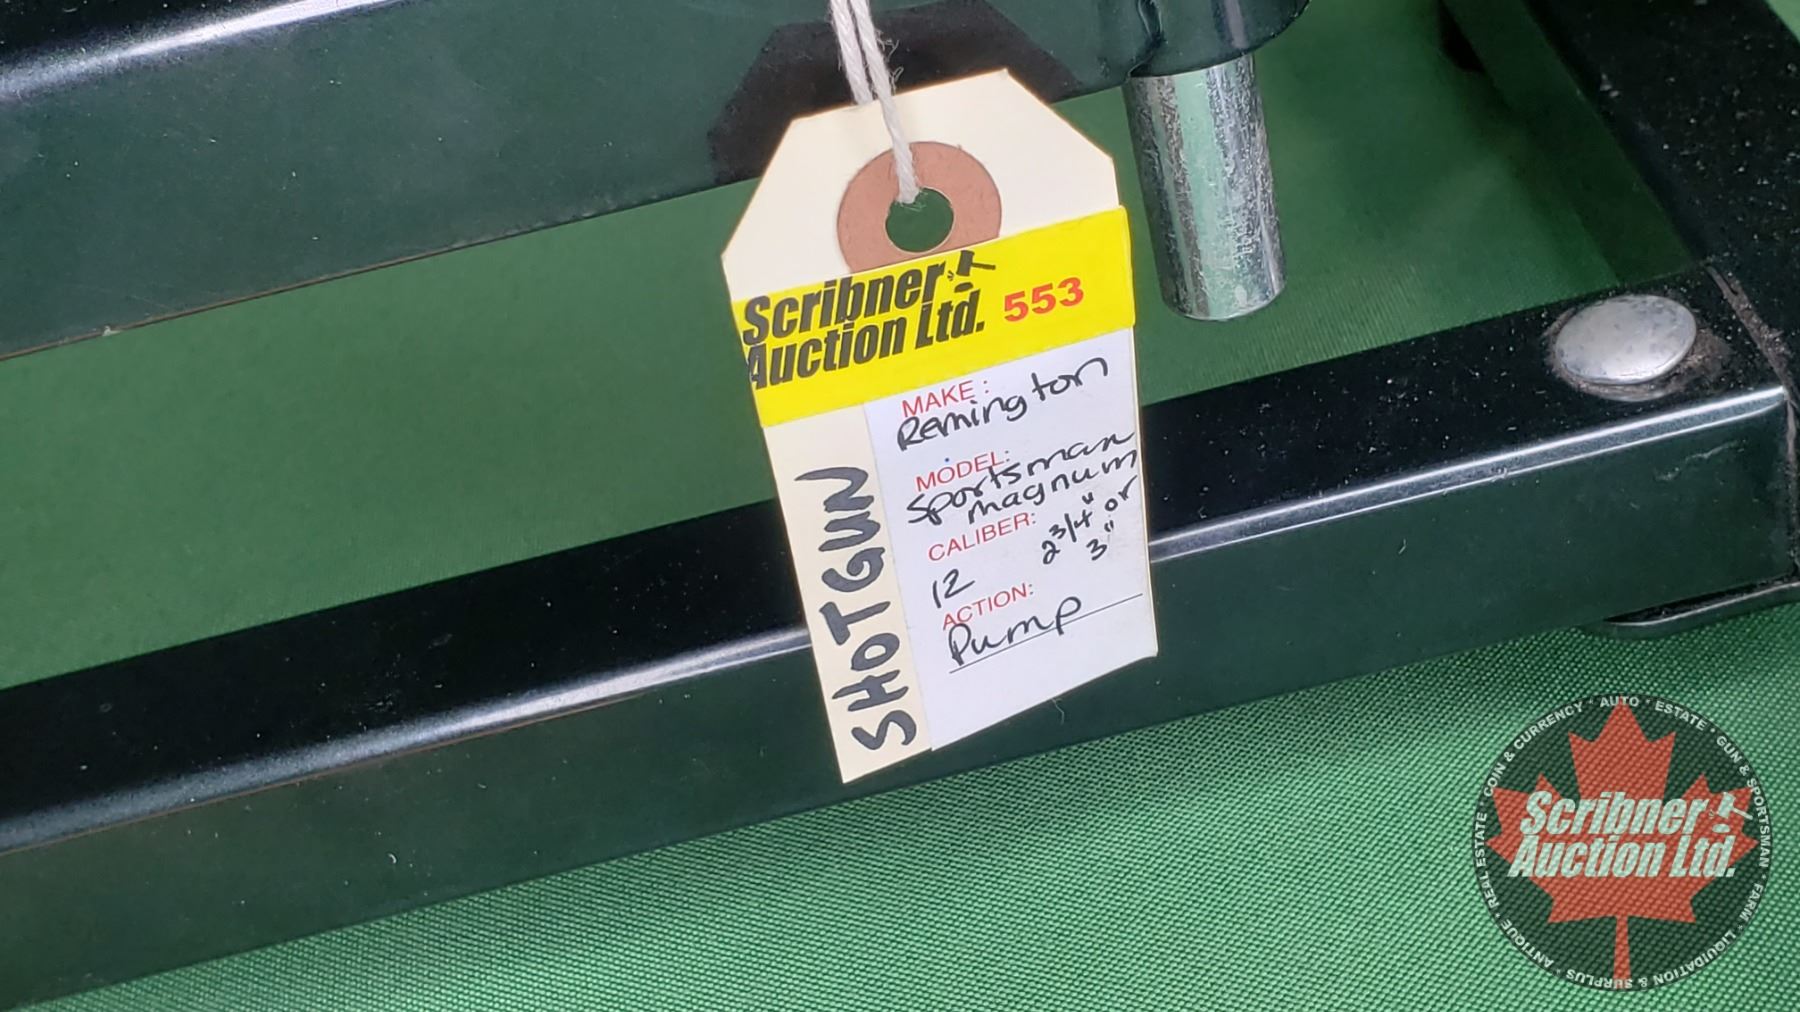 Scribner
Auction Ltd. 553
MAKE:
Remington
MODEL:
Sportsman
magnum
CALIBER:
2 3/4" or
3"
12
ACTION:
Pump
SHOTGUN
COIN & CURRENCY * AUTO * ESTATE * GUN & SPORTSMAN * FARM * LIQUIDATION & SURPLUS * ANTIQUE * REAL ESTATE *
Scribner
Auction Ltd.